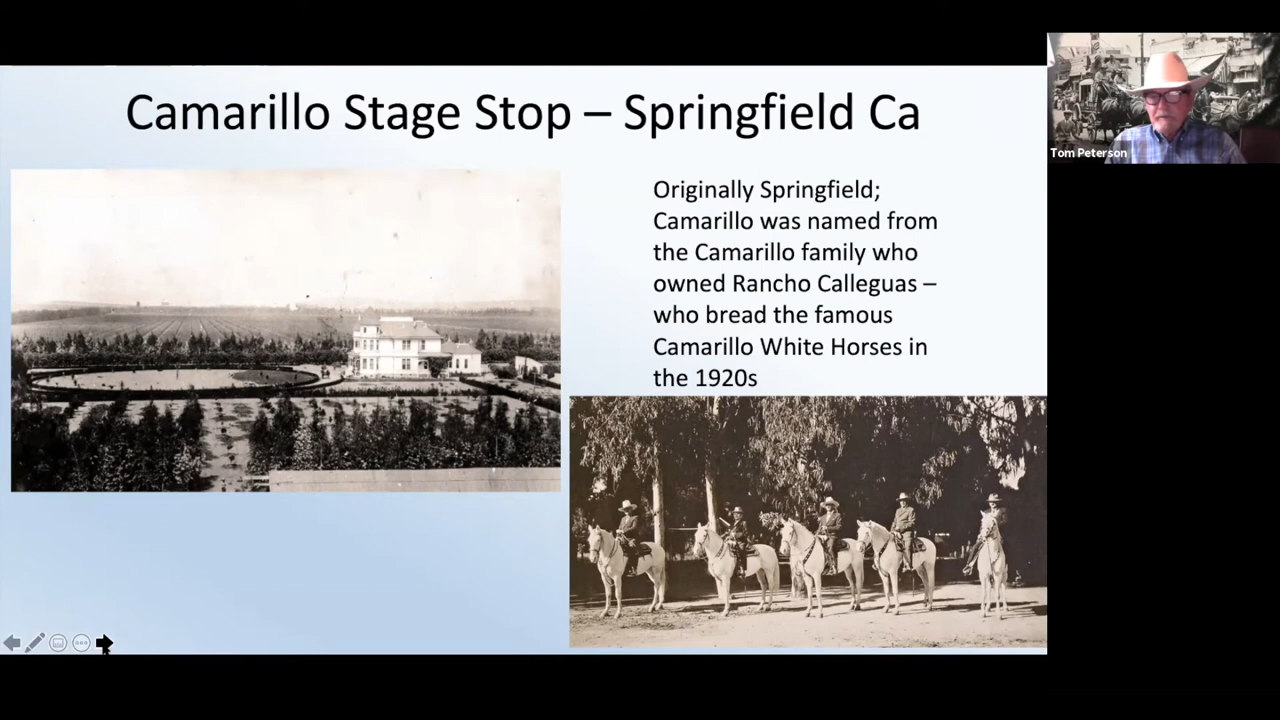 Camarillo Stage Stop – Springfield Ca
Originally Springfield;
Camarillo was named from
the Camarillo family who
owned Rancho Calleguas –
who bread the famous
Camarillo White Horses in
the 1920s
Tom Peterson